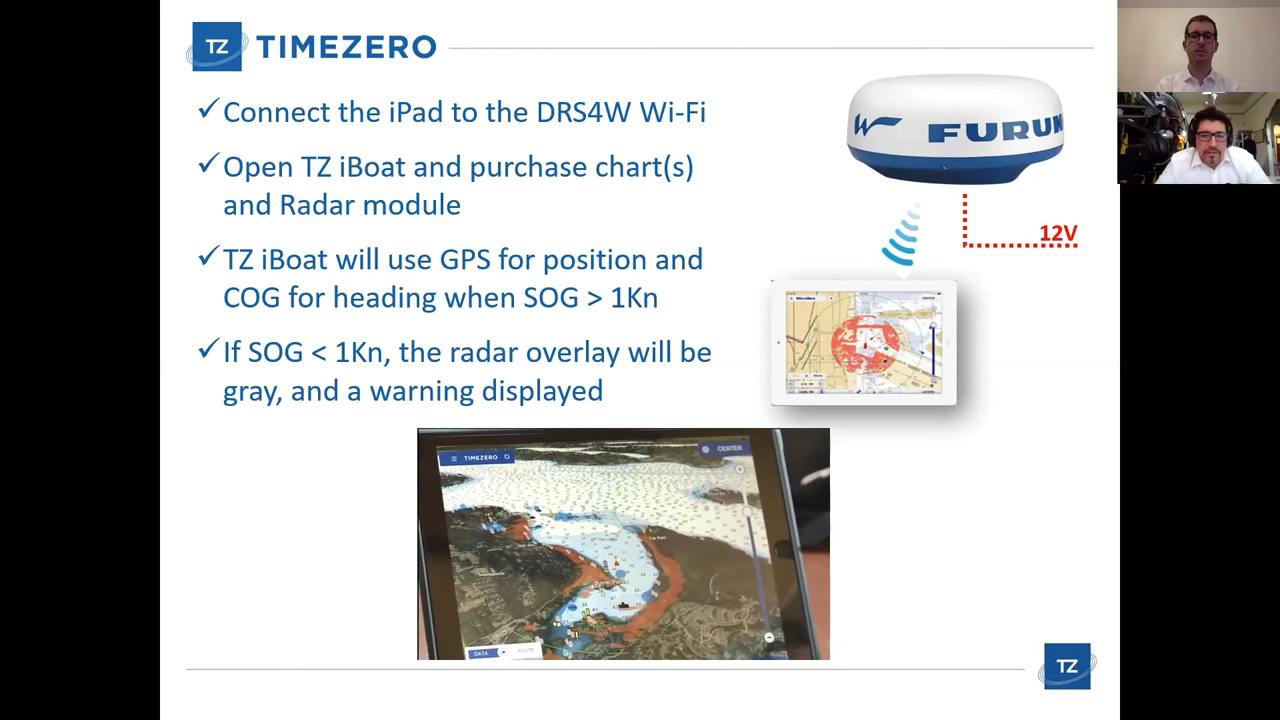 TZ TIMEZERO
✓ Connect the iPad to the DRS4W Wi-Fi
✓ Open TZ iBoat and purchase chart(s)
and Radar module
✓ TZ iBoat will use GPS for position and
COG for heading when SOG > 1Kn
✓ If SOG < 1Kn, the radar overlay will be
gray, and a warning displayed
W FURUN
12V
TIMEZERO
CENTER
DATA
ROUTE
TZ